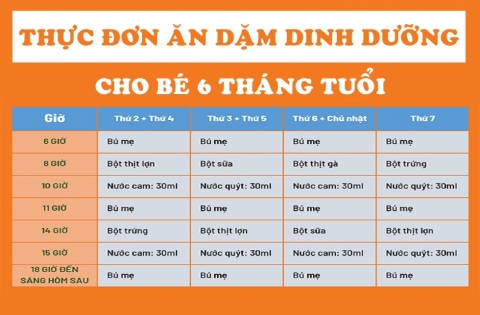 THỰC ĐƠN ĂN DẶM DINH DƯỠNG
CHO BÉ 6 THÁNG TUỔI
Giờ Thứ 2 + Thứ 4 Thứ 3 + Thứ 5 Thứ 6 + Chủ nhật Thứ 7
6 GIỜ Bú mẹ Bú mẹ Bú mẹ Bú mẹ
8 GIỜ Bột thịt lợn Bột sữa Bột thịt gà Bột trứng
10 GIỜ Nước cam: 30ml Nước quýt: 30ml Nước cam: 30ml Nước quýt: 30ml
11 GIỜ Bú mẹ Bú mẹ Bú mẹ Bú mẹ
14 GIỜ Bột trứng Bột thịt lợn Bột sữa Bột thịt lợn
15 GIỜ Nước cam: 30ml Nước quýt: 30ml Nước cam: 30ml Nước quýt: 30ml
18 GIỜ ĐẾN
SÁNG HÔM SAU Bú mẹ Bú mẹ Bú mẹ Bú mẹ